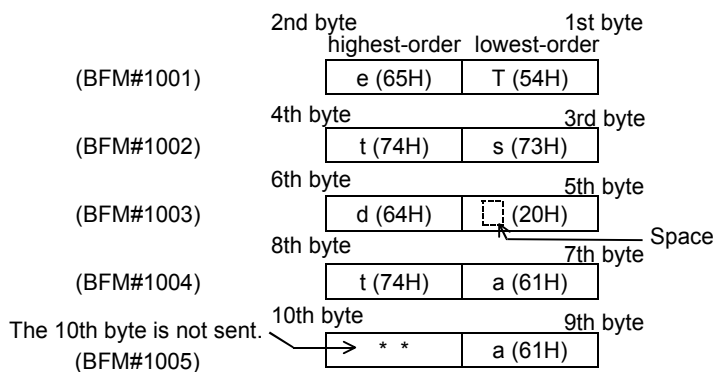 2nd byte 1st byte
highest-order lowest-order
(BFM#1001) e (65H) T (54H)
4th byte 3rd byte
(BFM#1002) t (74H) s (73H)
6th byte 5th byte
(BFM#1003) d (64H) (20H)
Space
8th byte 7th byte
(BFM#1004) t (74H) a (61H)
10th byte 9th byte
The 10th byte is not sent.
(BFM#1005) * * a (61H)